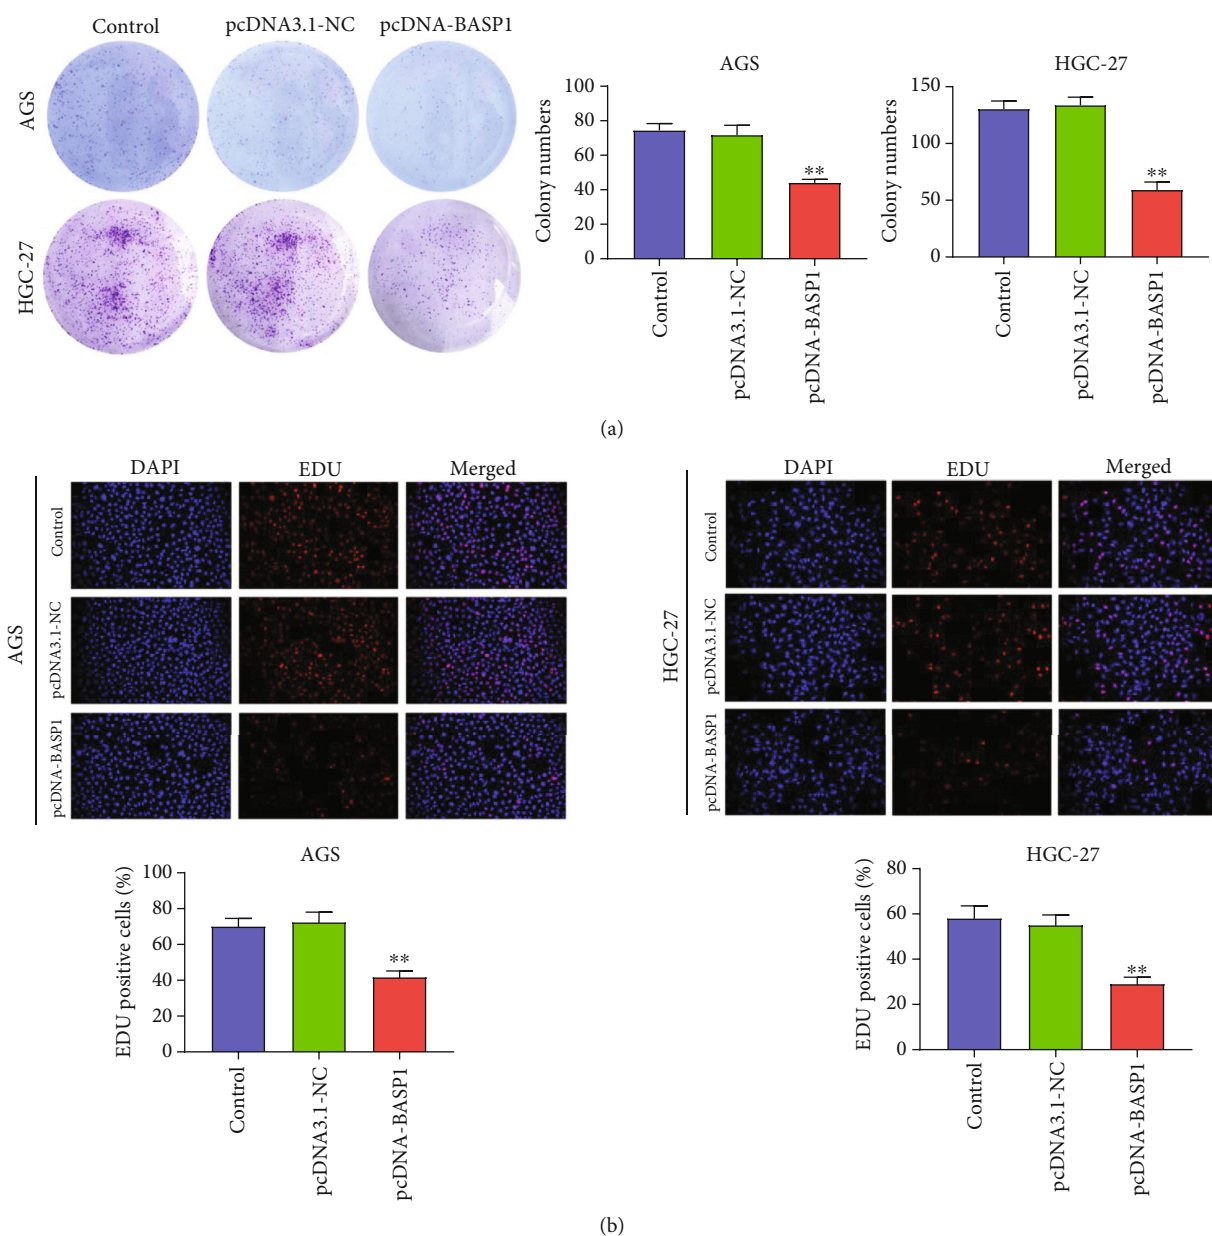 Control pcDNA3.1-NC pcDNA-BASP1
AGS
HGC-27
AGS
Colony numbers
100
80
60
40
20
0
**
Control
pcDNA3.1-NC
pcDNA-BASP1
HGC-27
Colony numbers
150
100
50
0
**
Control
pcDNA3.1-NC
pcDNA-BASP1
(a)
DAPI EDU Merged
AGS
Control
pcDNA3.1-NC
pcDNA-BASP1
DAPI EDU Merged
HGC-27
Control
pcDNA3.1-NC
pcDNA-BASP1
AGS
EDU positive cells (%)
100
80
60
40
20
0
**
Control
pcDNA3.1-NC
pcDNA-BASP1
HGC-27
EDU positive cells (%)
80
60
40
20
0
**
Control
pcDNA3.1-NC
pcDNA-BASP1
(b)